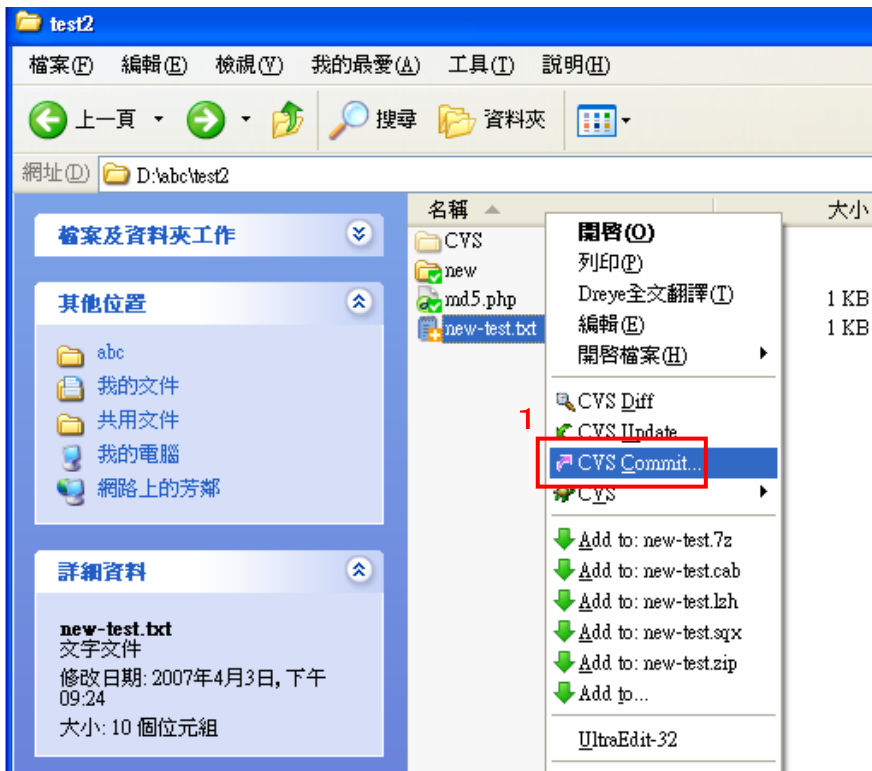 test2
檔案(F) 編輯(E) 檢視(V) 我的最愛(A) 工具(T) 說明(H)
上一頁 搜尋 資料夾
網址(D) D:\abc\test2
檔案及資料夾工作
其他位置
abc
我的文件
共用文件
我的電腦
網路上的芳鄰
詳細資料
new-test.txt
文字文件
修改日期: 2007年4月3日, 下午
09:24
大小: 10 個位元組
名稱 大小
CVS
new
md5.php 1 KB
new-test.txt 1 KB
開啓(O)
列印(P)
Dreye全文翻譯(I)
編輯(E)
開啓檔案(H)
CVS Diff
1
CVS Update
CVS Commit...
CVS
Add to: new-test.7z
Add to: new-test.cab
Add to: new-test.lzh
Add to: new-test.sqx
Add to: new-test.zip
Add to...
UltraEdit-32